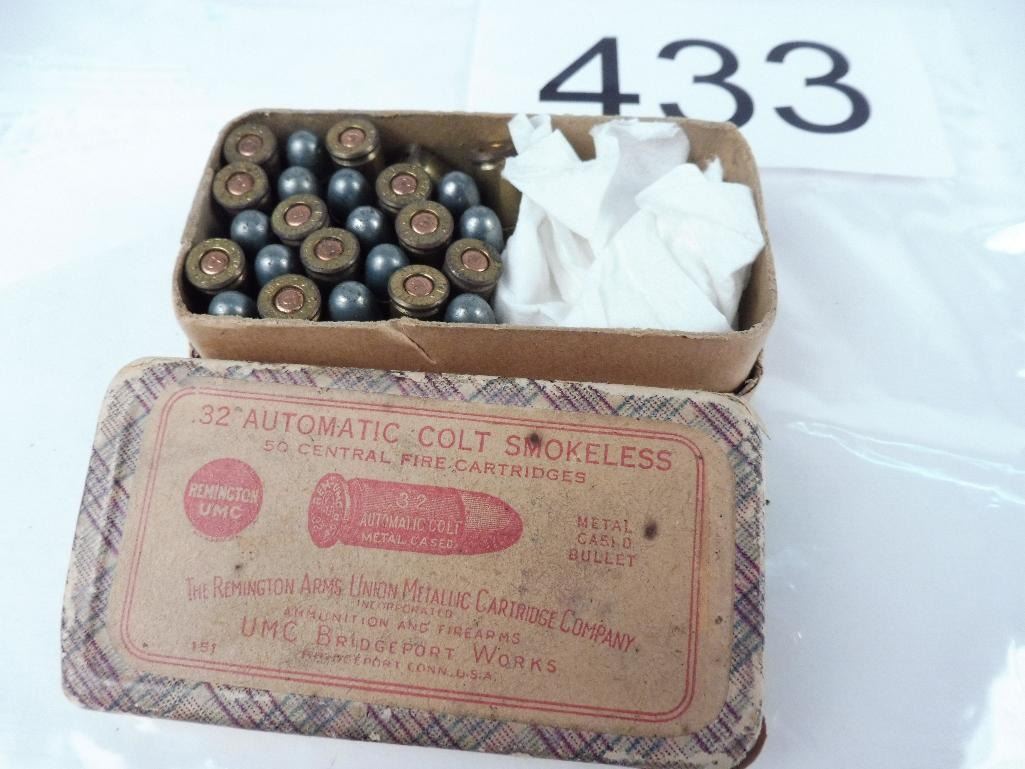 433
.32 AUTOMATIC COLT SMOKELESS
50 CENTRAL FIRE CARTRIDGES
REMINGTON
UMC
32
AUTOMATIC COLT
METAL CASED
METAL
CASED
BULLET
THE REMINGTON ARMS UNION METALLIC CARTRIDGE COMPANY
INCORPORATED
AMMUNITION AND FIREARMS
UMC BRIDGEPORT WORKS
BRIDGEPORT CONN. U.S.A.
151